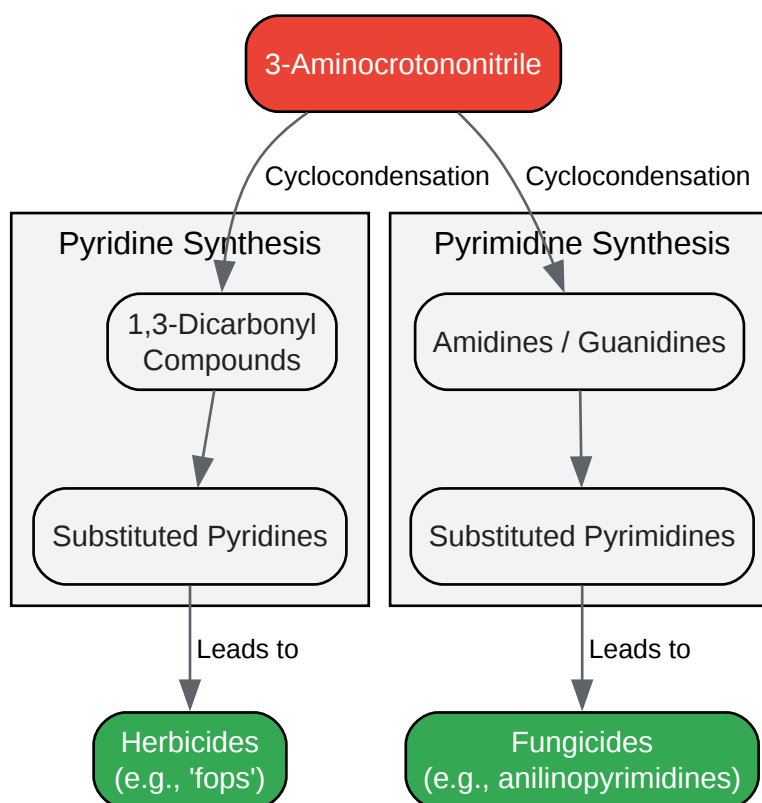 3-Aminocrotononitrile
Cyclocondensation
Cyclocondensation
Pyridine Synthesis
Pyrimidine Synthesis
1,3-Dicarbonyl
Compounds
Amidines / Guanidines
Substituted Pyridines
Substituted Pyrimidines
Leads to
Leads to
Herbicides
(e.g., 'fops')
Fungicides
(e.g., anilinopyrimidines)